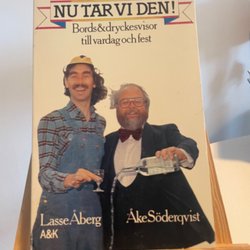 NU TAR VI DEN!
Bords & dryckesvisor
till vardag och fest
Lasse Åberg Åke Söderqvist
A&K